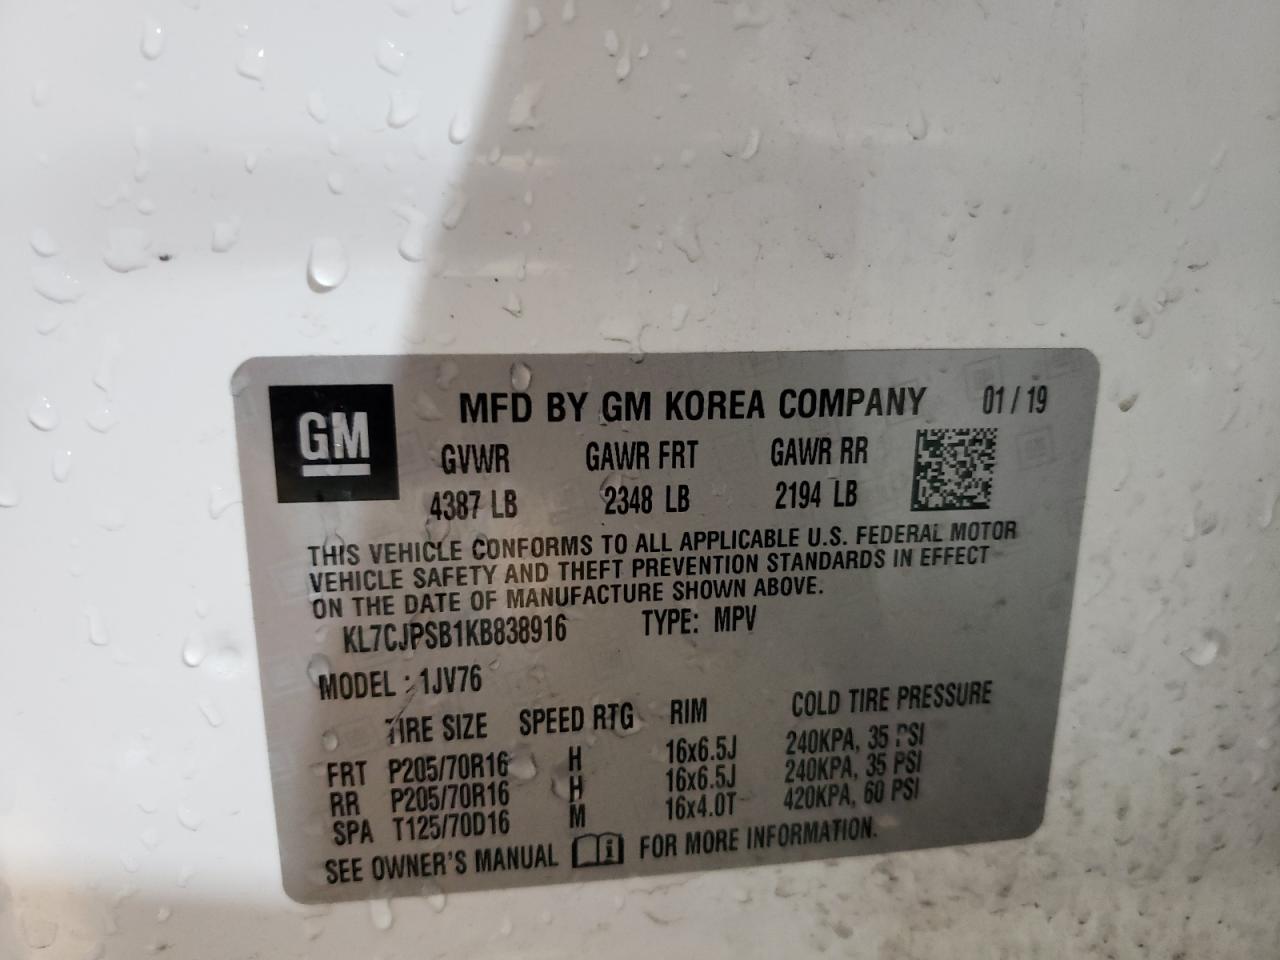 GM
MFD BY GM KOREA COMPANY 01 / 19
GVWR GAWR FRT GAWR RR
4387 LB 2348 LB 2194 LB
THIS VEHICLE CONFORMS TO ALL APPLICABLE U.S. FEDERAL MOTOR
VEHICLE SAFETY AND THEFT PREVENTION STANDARDS IN EFFECT
ON THE DATE OF MANUFACTURE SHOWN ABOVE.
KL7CJPSB1KB838916 TYPE: MPV
MODEL : 1JV76
TIRE SIZE SPEED RTG RIM COLD TIRE PRESSURE
FRT P205/70R16 H 16x6.5J 240KPA, 35 PSI
RR P205/70R16 H 16x6.5J 240KPA, 35 PSI
SPA T125/70D16 M 16x4.0T 420KPA, 60 PSI
SEE OWNER'S MANUAL FOR MORE INFORMATION.